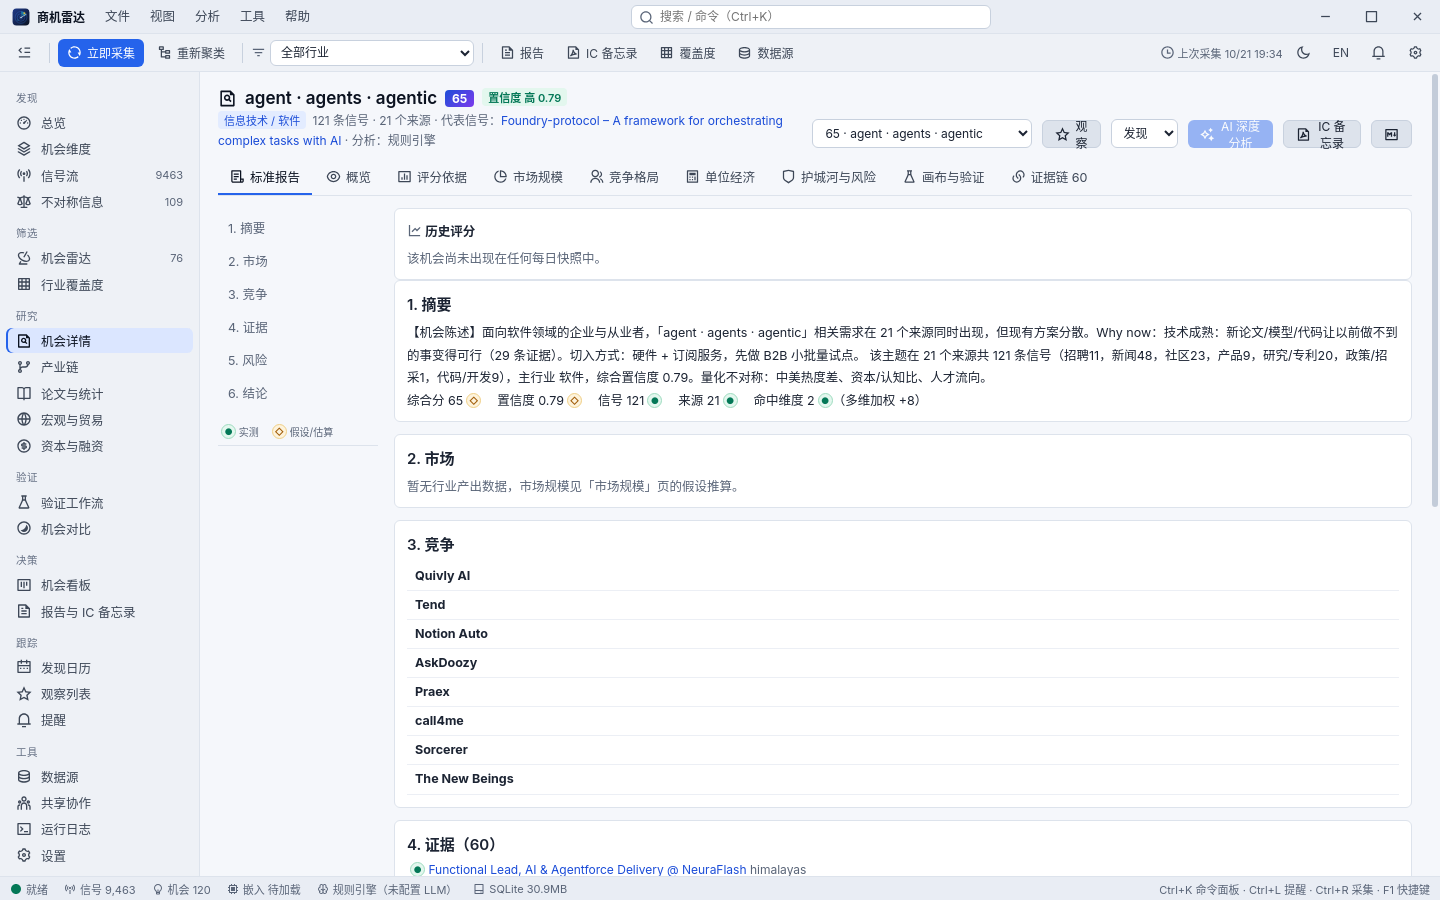 商机雷达 文件 视图 分析 工具 帮助 搜索 / 命令（Ctrl+K）
立即采集 重新聚类 全部行业 报告 IC 备忘录 覆盖度 数据源 上次采集 10/21 19:34 EN
发现
总览
机会维度
信号流 9463
不对称信息 109
筛选
机会雷达 76
行业覆盖度
研究
机会详情
产业链
论文与统计
宏观与贸易
资本与融资
验证
验证工作流
机会对比
决策
机会看板
报告与 IC 备忘录
跟踪
发现日历
观察列表
提醒
工具
数据源
共享协作
运行日志
设置
agent · agents · agentic 65 置信度 高 0.79
信息技术 / 软件 121 条信号 · 21 个来源 · 代表信号：Foundry-protocol – A framework for orchestrating
complex tasks with AI · 分析：规则引擎
65 · agent · agents · agentic
观
察
发现
AI 深度
分析
IC 备
忘录
标准报告 概览 评分依据 市场规模 竞争格局 单位经济 护城河与风险 画布与验证 证据链 60
1. 摘要
2. 市场
3. 竞争
4. 证据
5. 风险
6. 结论
实测 假设/估算
历史评分
该机会尚未出现在任何每日快照中。
1. 摘要
【机会陈述】面向软件领域的企业与从业者，「agent · agents · agentic」相关需求在 21 个来源同时出现，但现有方案分散。Why now：技术成熟：新论文/模型/代码让以前做不到
的事变得可行（29 条证据）。切入方式：硬件 + 订阅服务，先做 B2B 小批量试点。 该主题在 21 个来源共 121 条信号（招聘11，新闻48，社区23，产品9，研究/专利20，政策/招
采1，代码/开发9），主行业 软件，综合置信度 0.79。量化不对称：中美热度差、资本/认知比、人才流向。
综合分 65 置信度 0.79 信号 121 来源 21 命中维度 2 （多维加权 +8）
2. 市场
暂无行业产出数据，市场规模见「市场规模」页的假设推算。
3. 竞争
Quivly AI
Tend
Notion Auto
AskDoozy
Praex
call4me
Sorcerer
The New Beings
4. 证据（60）
Functional Lead, AI & Agentforce Delivery @ NeuraFlash himalayas
就绪 信号 9,463 机会 120 嵌入 待加载 规则引擎（未配置 LLM） SQLite 30.9MB Ctrl+K 命令面板 · Ctrl+L 提醒 · Ctrl+R 采集 · F1 快捷键